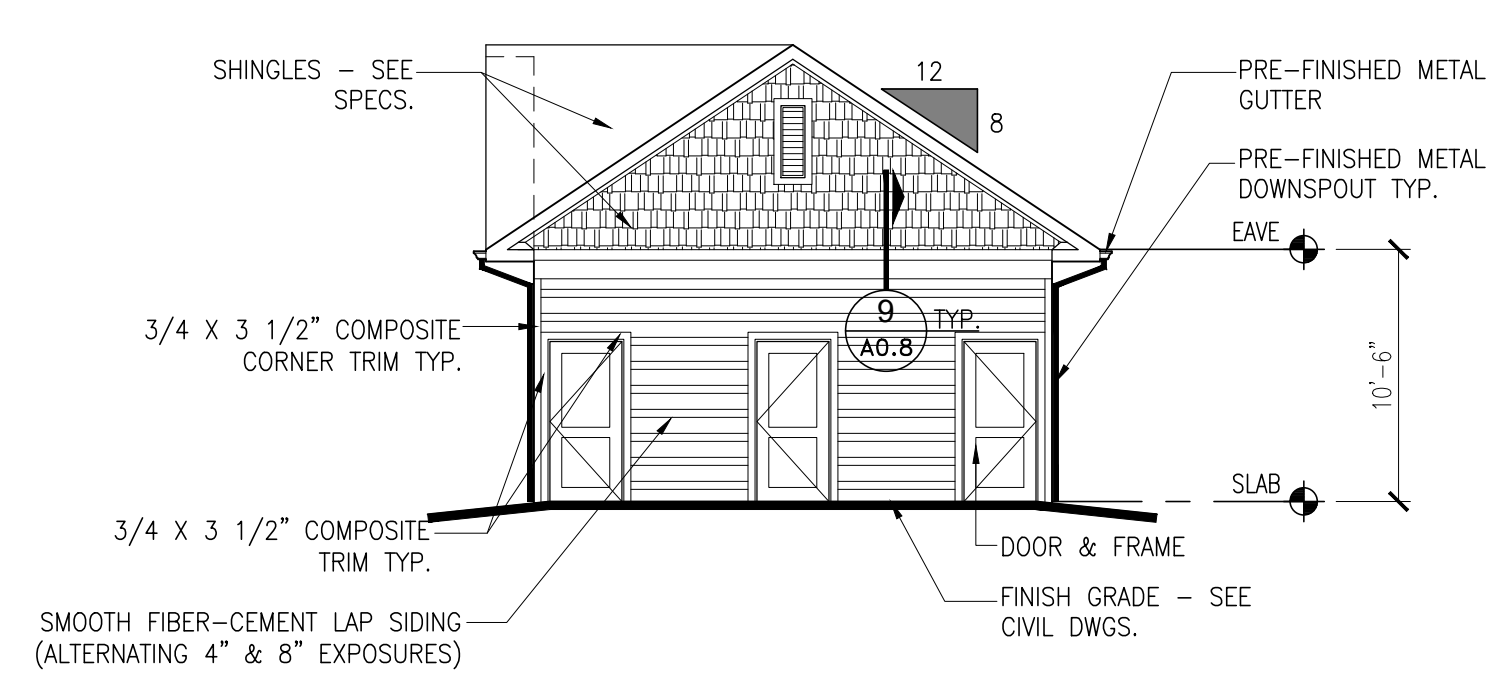 SHINGLES – SEE
SPECS.
12
8
PRE–FINISHED METAL
GUTTER
PRE–FINISHED METAL
DOWNSPOUT TYP.
EAVE
3/4 X 3 1/2" COMPOSITE
CORNER TRIM TYP.
9
A0.8
TYP.
10'–6"
SLAB
3/4 X 3 1/2" COMPOSITE
TRIM TYP.
DOOR & FRAME
FINISH GRADE – SEE
CIVIL DWGS.
SMOOTH FIBER–CEMENT LAP SIDING
(ALTERNATING 4" & 8" EXPOSURES)